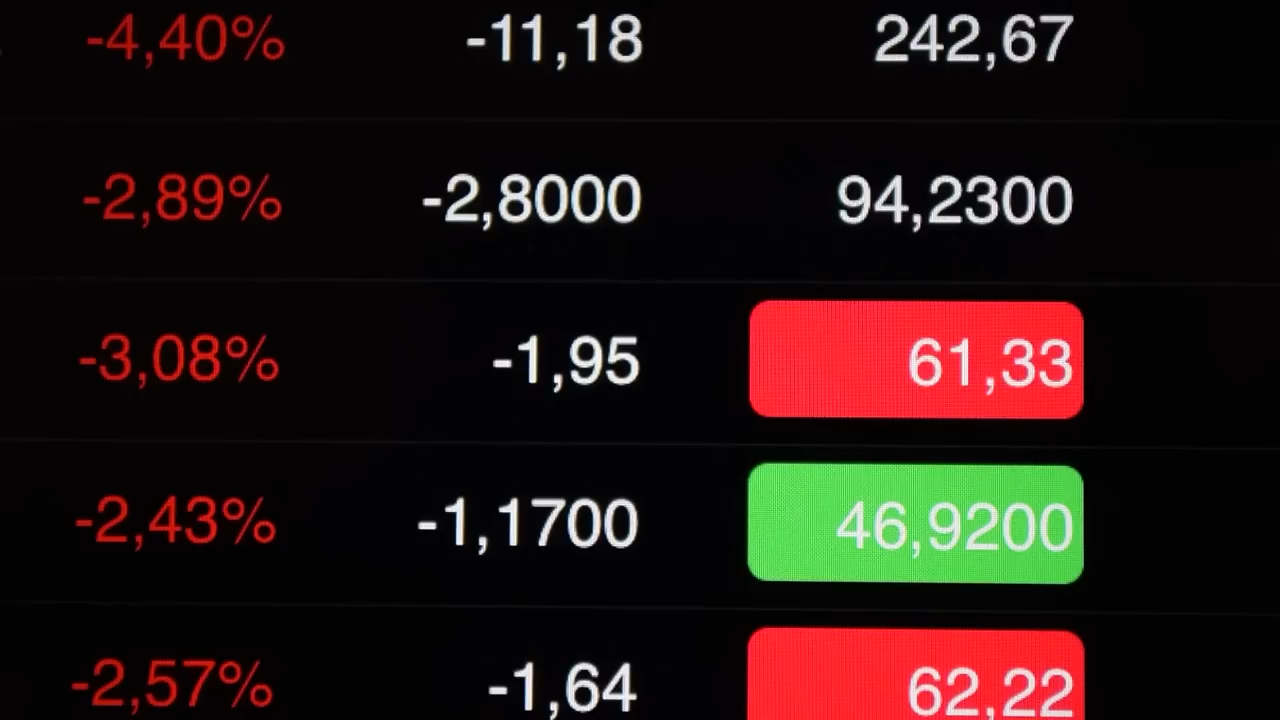 -4,40% -11,18 242,67
-2,89% -2,8000 94,2300
-3,08% -1,95 61,33
-2,43% -1,1700 46,9200
-2,57% -1,64 62,22